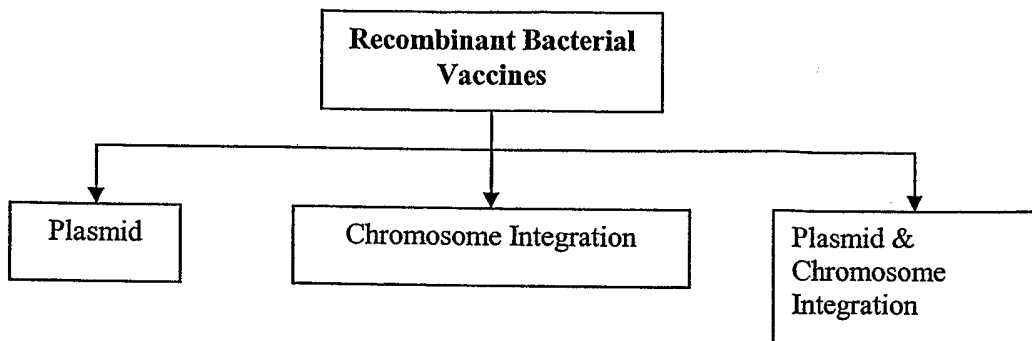 Recombinant Bacterial
Vaccines
Plasmid
Chromosome Integration
Plasmid &
Chromosome
Integration